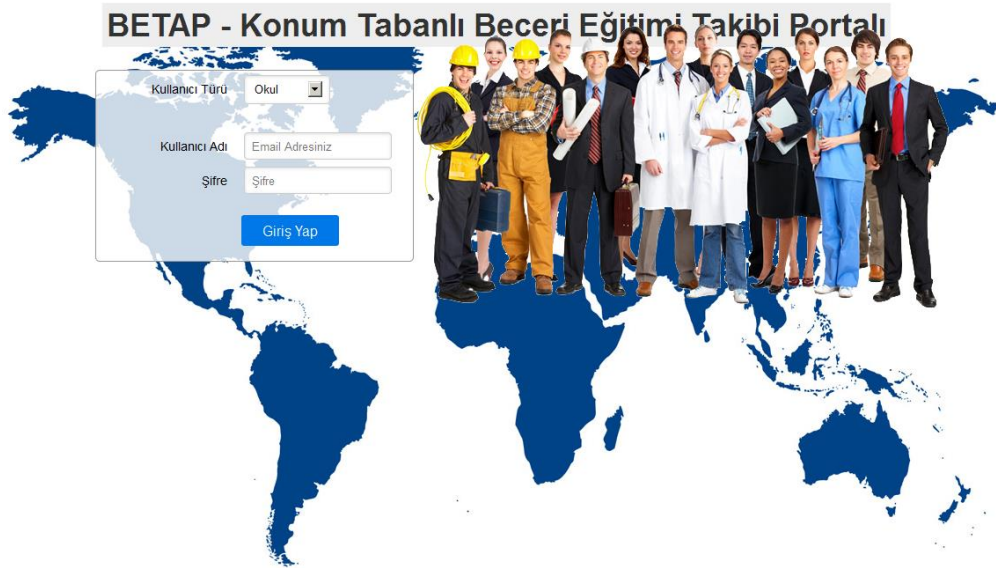 BETAP - Konum Tabanlı Beceri Eğitimi Takibi Portalı
Kullanıcı Türü Okul
Kullanıcı Adı Email Adresiniz
Şifre Şifre
Giriş Yap